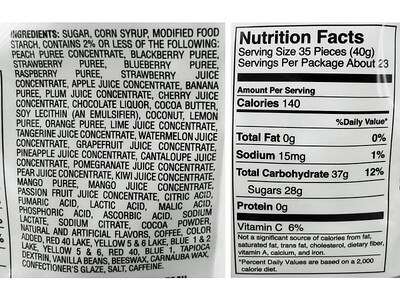 INGREDIENTS: SUGAR, CORN SYRUP, MODIFIED FOOD
STARCH, CONTAINS 2% OR LESS OF THE FOLLOWING:
PEACH PUREE CONCENTRATE, BLACKBERRY PUREE,
STRAWBERRY PUREE, BLUEBERRY PUREE,
RASPBERRY PUREE, STRAWBERRY JUICE
CONCENTRATE, APPLE JUICE CONCENTRATE, BANANA
PUREE, PLUM JUICE CONCENTRATE, CHERRY JUICE
CONCENTRATE, CHOCOLATE LIQUOR, COCOA BUTTER,
SOY LECITHIN (AN EMULSIFIER), COCONUT, LEMON
PUREE, ORANGE PUREE, LIME JUICE CONCENTRATE,
TANGERINE JUICE CONCENTRATE, WATERMELON JUICE
CONCENTRATE, GRAPEFRUIT JUICE CONCENTRATE,
PINEAPPLE JUICE CONCENTRATE, CANTALOUPE JUICE
CONCENTRATE, POMEGRANATE JUICE CONCENTRATE,
PEAR JUICE CONCENTRATE, KIWI JUICE CONCENTRATE,
MANGO PUREE, MANGO JUICE CONCENTRATE,
PASSION FRUIT JUICE CONCENTRATE, CITRIC ACID,
FUMARIC ACID, LACTIC ACID, MALIC ACID,
PHOSPHORIC ACID, ASCORBIC ACID, SODIUM
LACTATE, SODIUM CITRATE, COCOA POWDER,
NATURAL AND ARTIFICIAL FLAVORS, COFFEE, COLOR
ADDED, RED 40 LAKE, YELLOW 5 & 6 LAKE, BLUE 1 & 2
LAKE, YELLOW 5 & 6, RED 40, BLUE 1, TAPIOCA
DEXTRIN, VANILLA BEANS, BEESWAX, CARNAUBA WAX,
CONFECTIONER'S GLAZE, SALT, CAFFEINE.
Nutrition Facts
Serving Size 35 Pieces (40g)
Servings Per Package About 23
Amount Per Serving
Calories 140
%Daily Value*
Total Fat 0g 0%
Sodium 15mg 1%
Total Carbohydrate 37g 12%
Sugars 28g
Protein 0g
Vitamin C 6%
Not a significant source of calories from fat,
saturated fat, trans fat, cholesterol, dietary fiber,
vitamin A, calcium, and iron.
*Percent Daily Values are based on a 2,000
calorie diet.